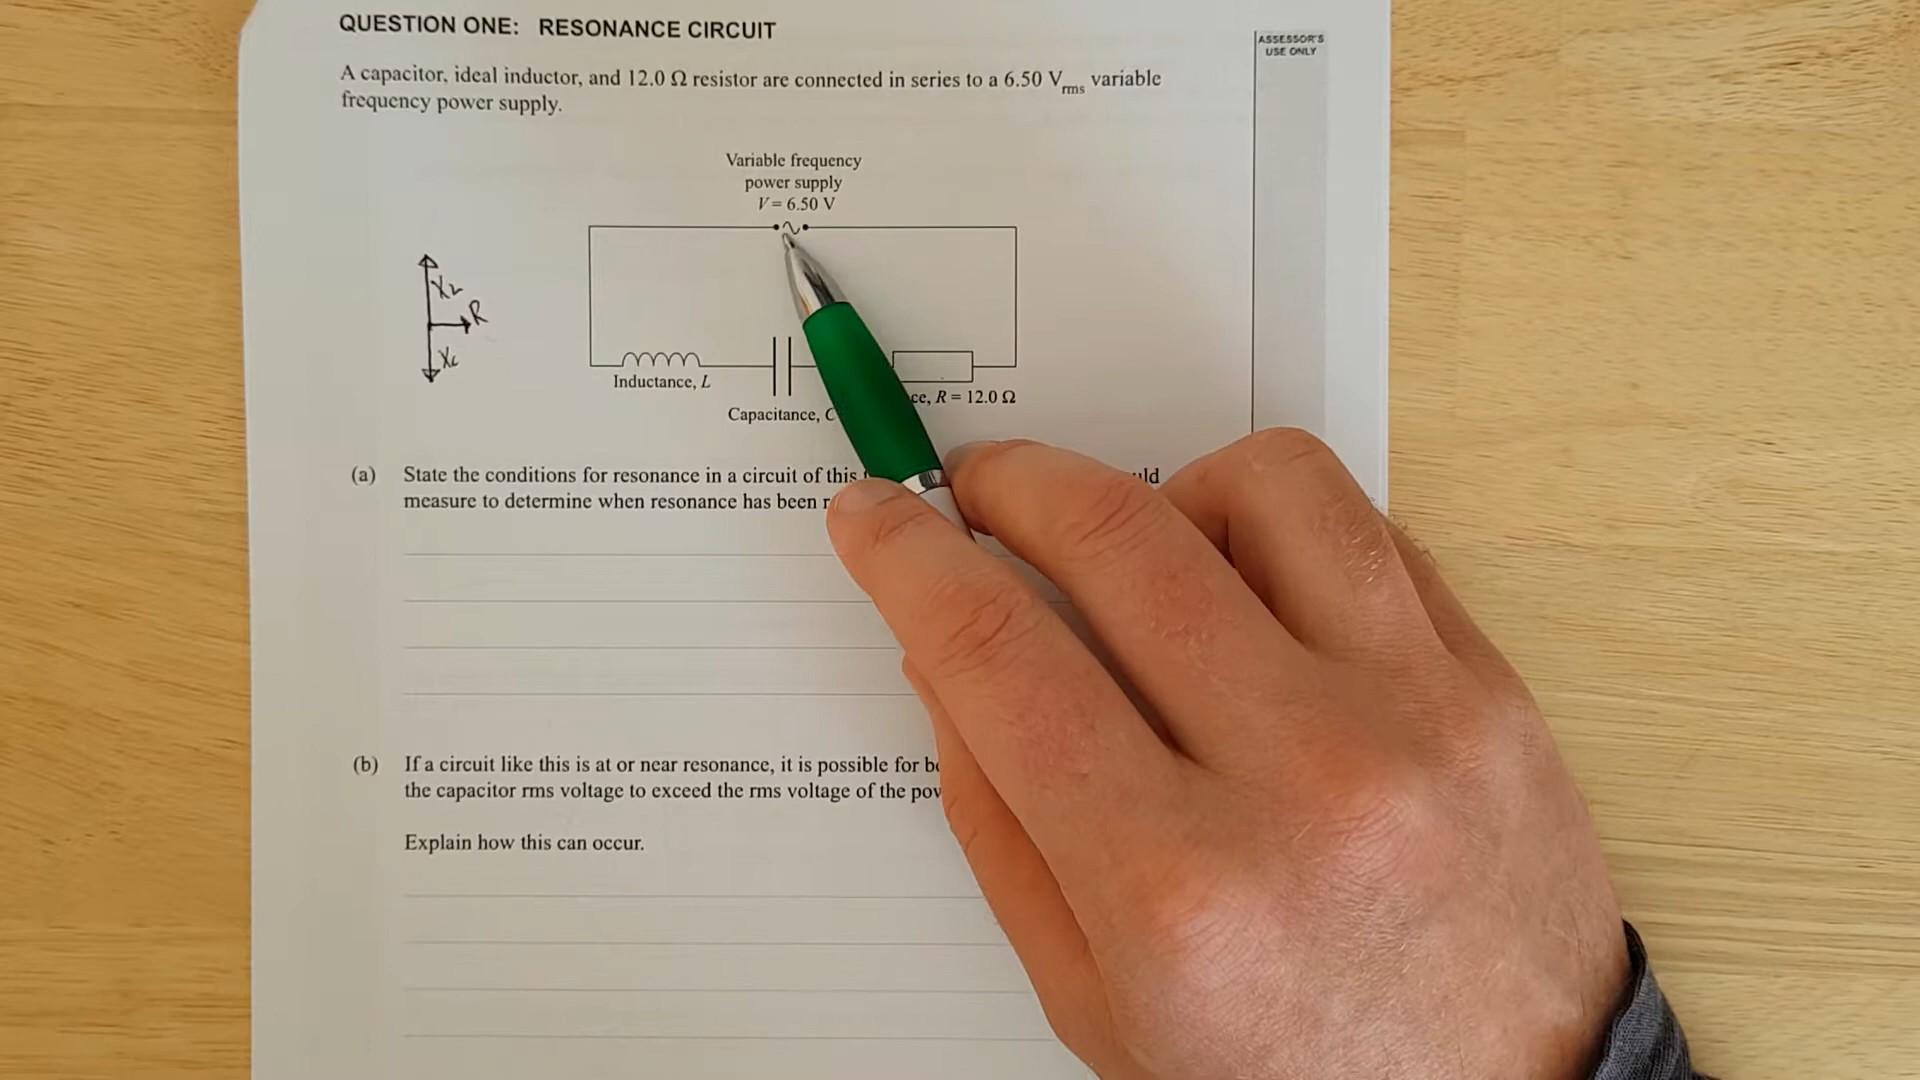 QUESTION ONE: RESONANCE CIRCUIT
ASSESSOR'S
USE ONLY
A capacitor, ideal inductor, and 12.0 Ω resistor are connected in series to a 6.50 Vrms variable
frequency power supply.
Variable frequency
power supply
V = 6.50 V
XL
R
XC
Inductance, L
Capacitance, C
R = 12.0 Ω
(a) State the conditions for resonance in a circuit of this
measure to determine when resonance has been
(b) If a circuit like this is at or near resonance, it is possible for
the capacitor rms voltage to exceed the rms voltage of the
Explain how this can occur.